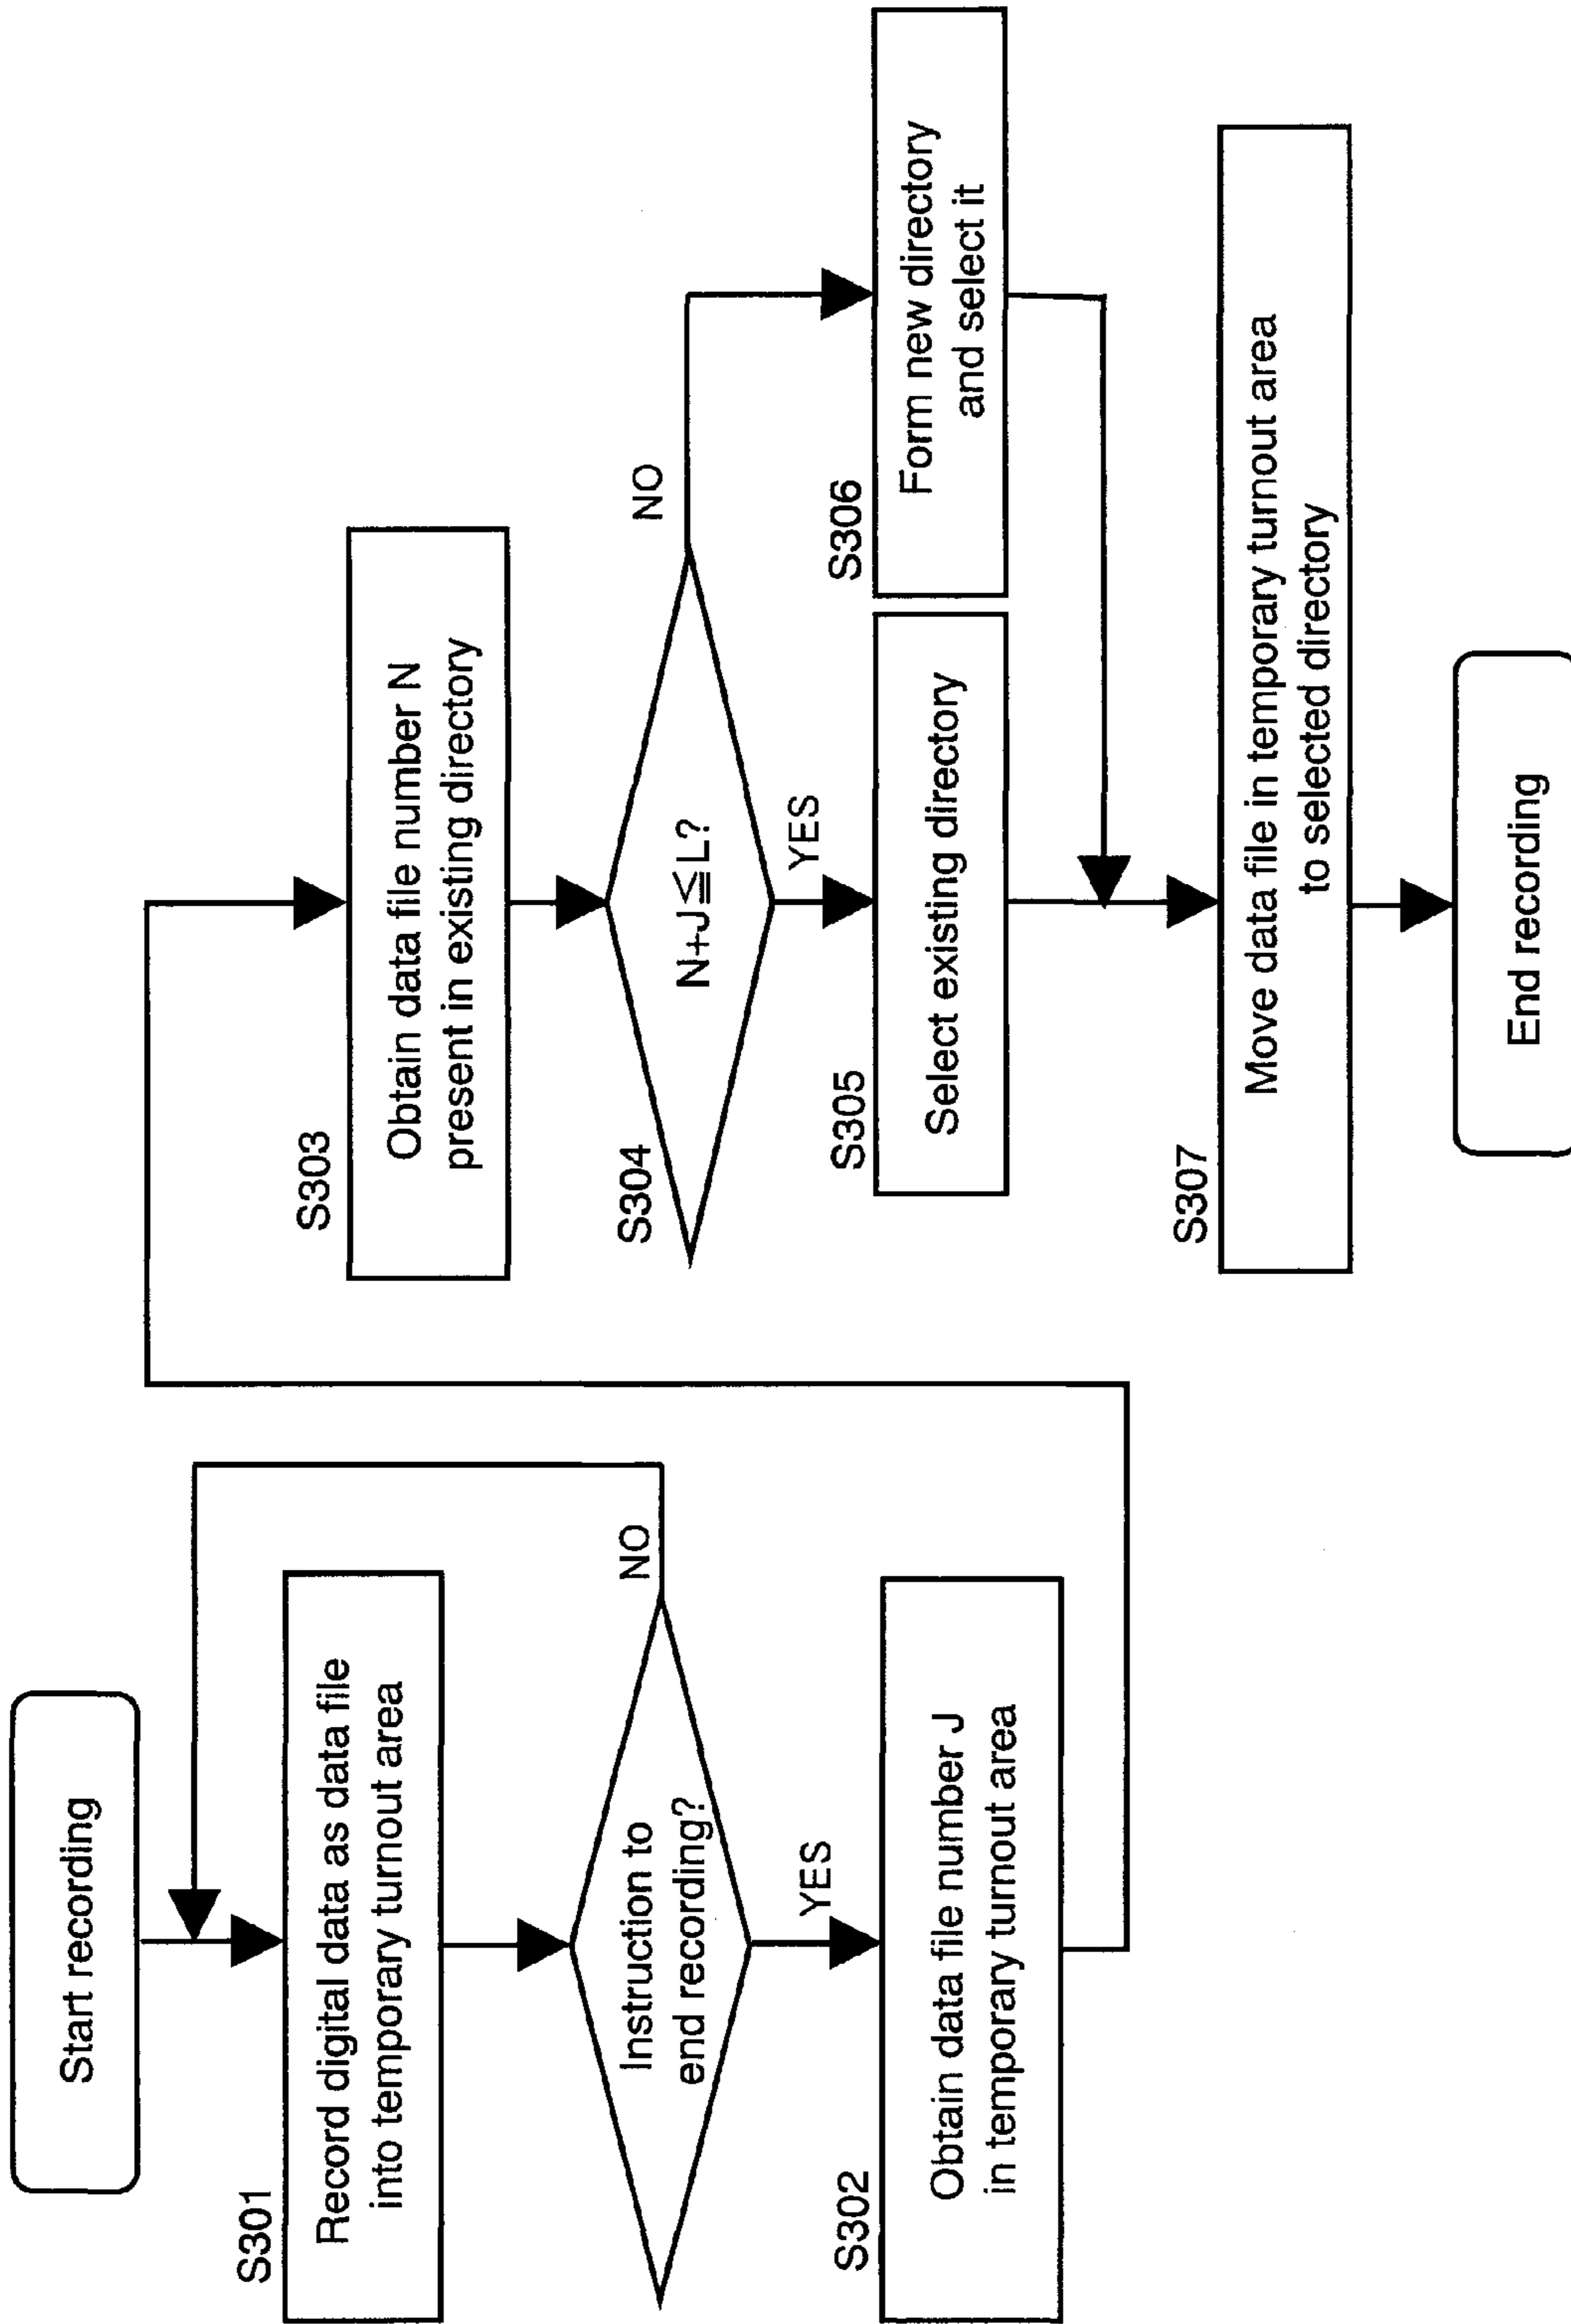 Start recording
S301
Record digital data as data file
into temporary turnout area
Instruction to
end recording?
NO
YES
S302
Obtain data file number J
in temporary turnout area
S303
Obtain data file number N
present in existing directory
S304
N+J≦L?
NO
YES
S305
Select existing directory
S306
Form new directory
and select it
S307
Move data file in temporary turnout area
to selected directory
End recording